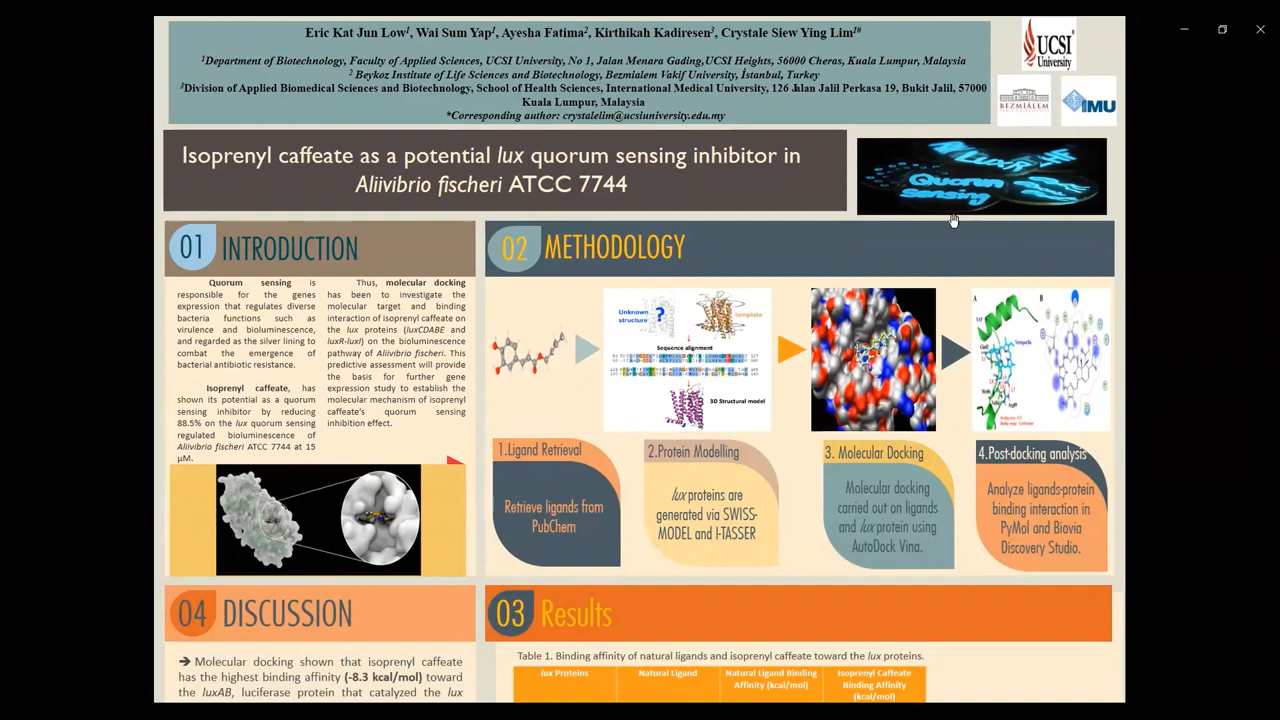 Eric Kat Jun Low1, Wai Sum Yap1, Ayesha Fatima2, Kirthikah Kadiresen3, Crystale Siew Ying Lim1#
1Department of Biotechnology, Faculty of Applied Sciences, UCSI University, No 1, Jalan Menara Gading,UCSI Heights, 56000 Cheras, Kuala Lumpur, Malaysia
2 Beykoz Institute of Life Sciences and Biotechnology, Bezmialem Vakif University, İstanbul, Turkey
3Division of Applied Biomedical Sciences and Biotechnology, School of Health Sciences, International Medical University, 126 Jalan Jalil Perkasa 19, Bukit Jalil, 57000
Kuala Lumpur, Malaysia
*Corresponding author: crystalelim@ucsiuniversity.edu.my
UCSI
University
BEZMİÂLEM
IMU
Isoprenyl caffeate as a potential lux quorum sensing inhibitor in
Aliivibrio fischeri ATCC 7744
LuxR
Quorum
sensing
01 INTRODUCTION
Quorum sensing is
responsible for the genes
expression that regulates diverse
bacteria functions such as
virulence and bioluminescence,
and regarded as the silver lining to
combat the emergence of
bacterial antibiotic resistance.
Isoprenyl caffeate, has
shown its potential as a quorum
sensing inhibitor by reducing
88.5% on the lux quorum sensing
regulated bioluminescence of
Aliivibrio fischeri ATCC 7744 at 15
μM.
Thus, molecular docking
has been to investigate the
molecular target and binding
interaction of isoprenyl caffeate on
the lux proteins (luxCDABE and
luxR-luxI) on the bioluminescence
pathway of Aliivibrio fischeri. This
predictive assessment will provide
the basis for further gene
expression study to establish the
molecular mechanism of isoprenyl
caffeate's quorum sensing
inhibition effect.
02 METHODOLOGY
Unknown
structure
?
template
Sequence alignment
3D Structural model
A
B
1.Ligand Retrieval
Retrieve ligands from
PubChem
2.Protein Modelling
lux proteins are
generated via SWISS-
MODEL and I-TASSER
3. Molecular Docking
Molecular docking
carried out on ligands
and lux protein using
AutoDock Vina.
4.Post-docking analysis
Analyze ligands-protein
binding interaction in
PyMol and Biovia
Discovery Studio.
04 DISCUSSION
➔ Molecular docking shown that isoprenyl caffeate
has the highest binding affinity (-8.3 kcal/mol) toward
the luxAB, luciferase protein that catalyzed the lux
03 Results
Table 1. Binding affinity of natural ligands and isoprenyl caffeate toward the lux proteins.
lux Proteins
Natural Ligand
Natural Ligand Binding
Affinity (kcal/mol)
Isoprenyl Caffeate
Binding Affinity
(kcal/mol)